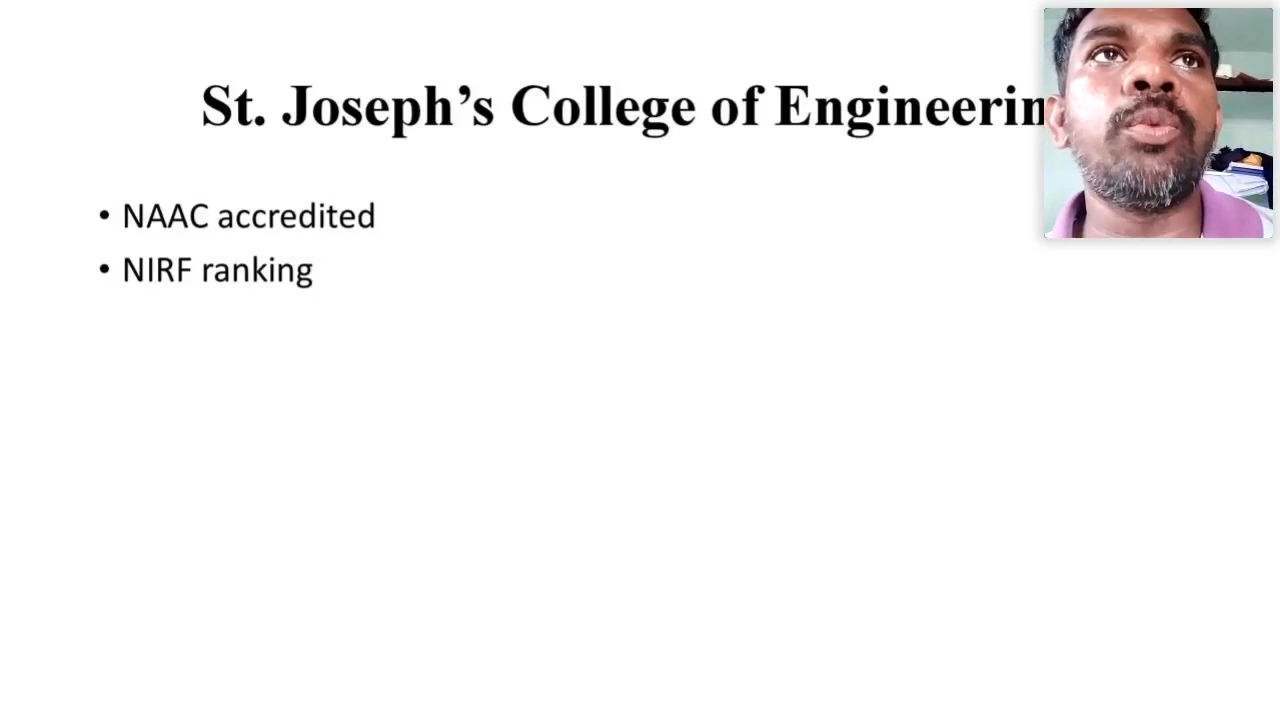 St. Joseph’s College of Engineerin
• NAAC accredited
• NIRF ranking